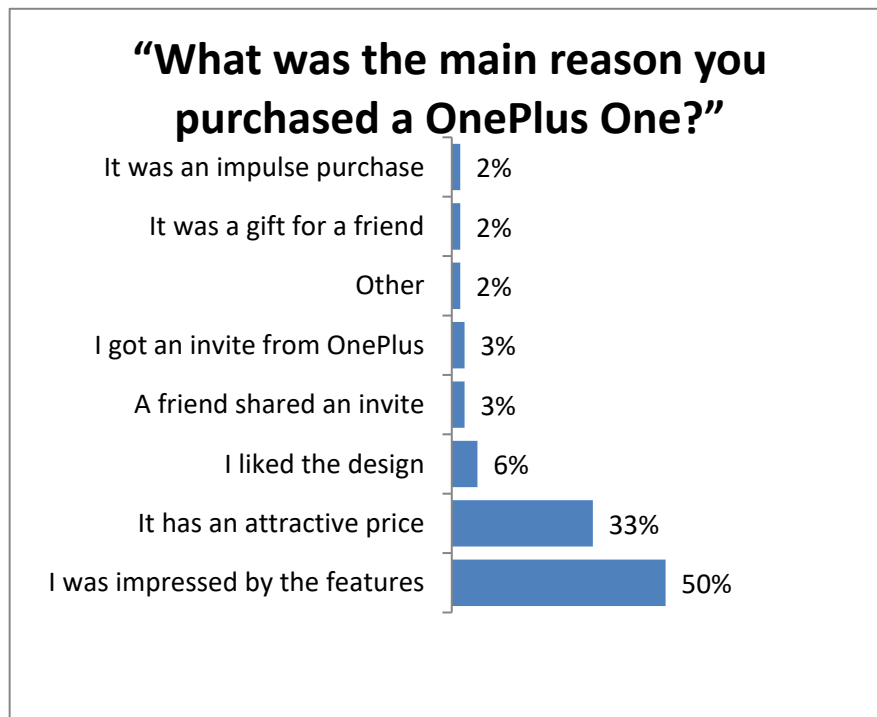 “What was the main reason you
purchased a OnePlus One?”
It was an impulse purchase 2%
It was a gift for a friend 2%
Other 2%
I got an invite from OnePlus 3%
A friend shared an invite 3%
I liked the design 6%
It has an attractive price 33%
I was impressed by the features 50%